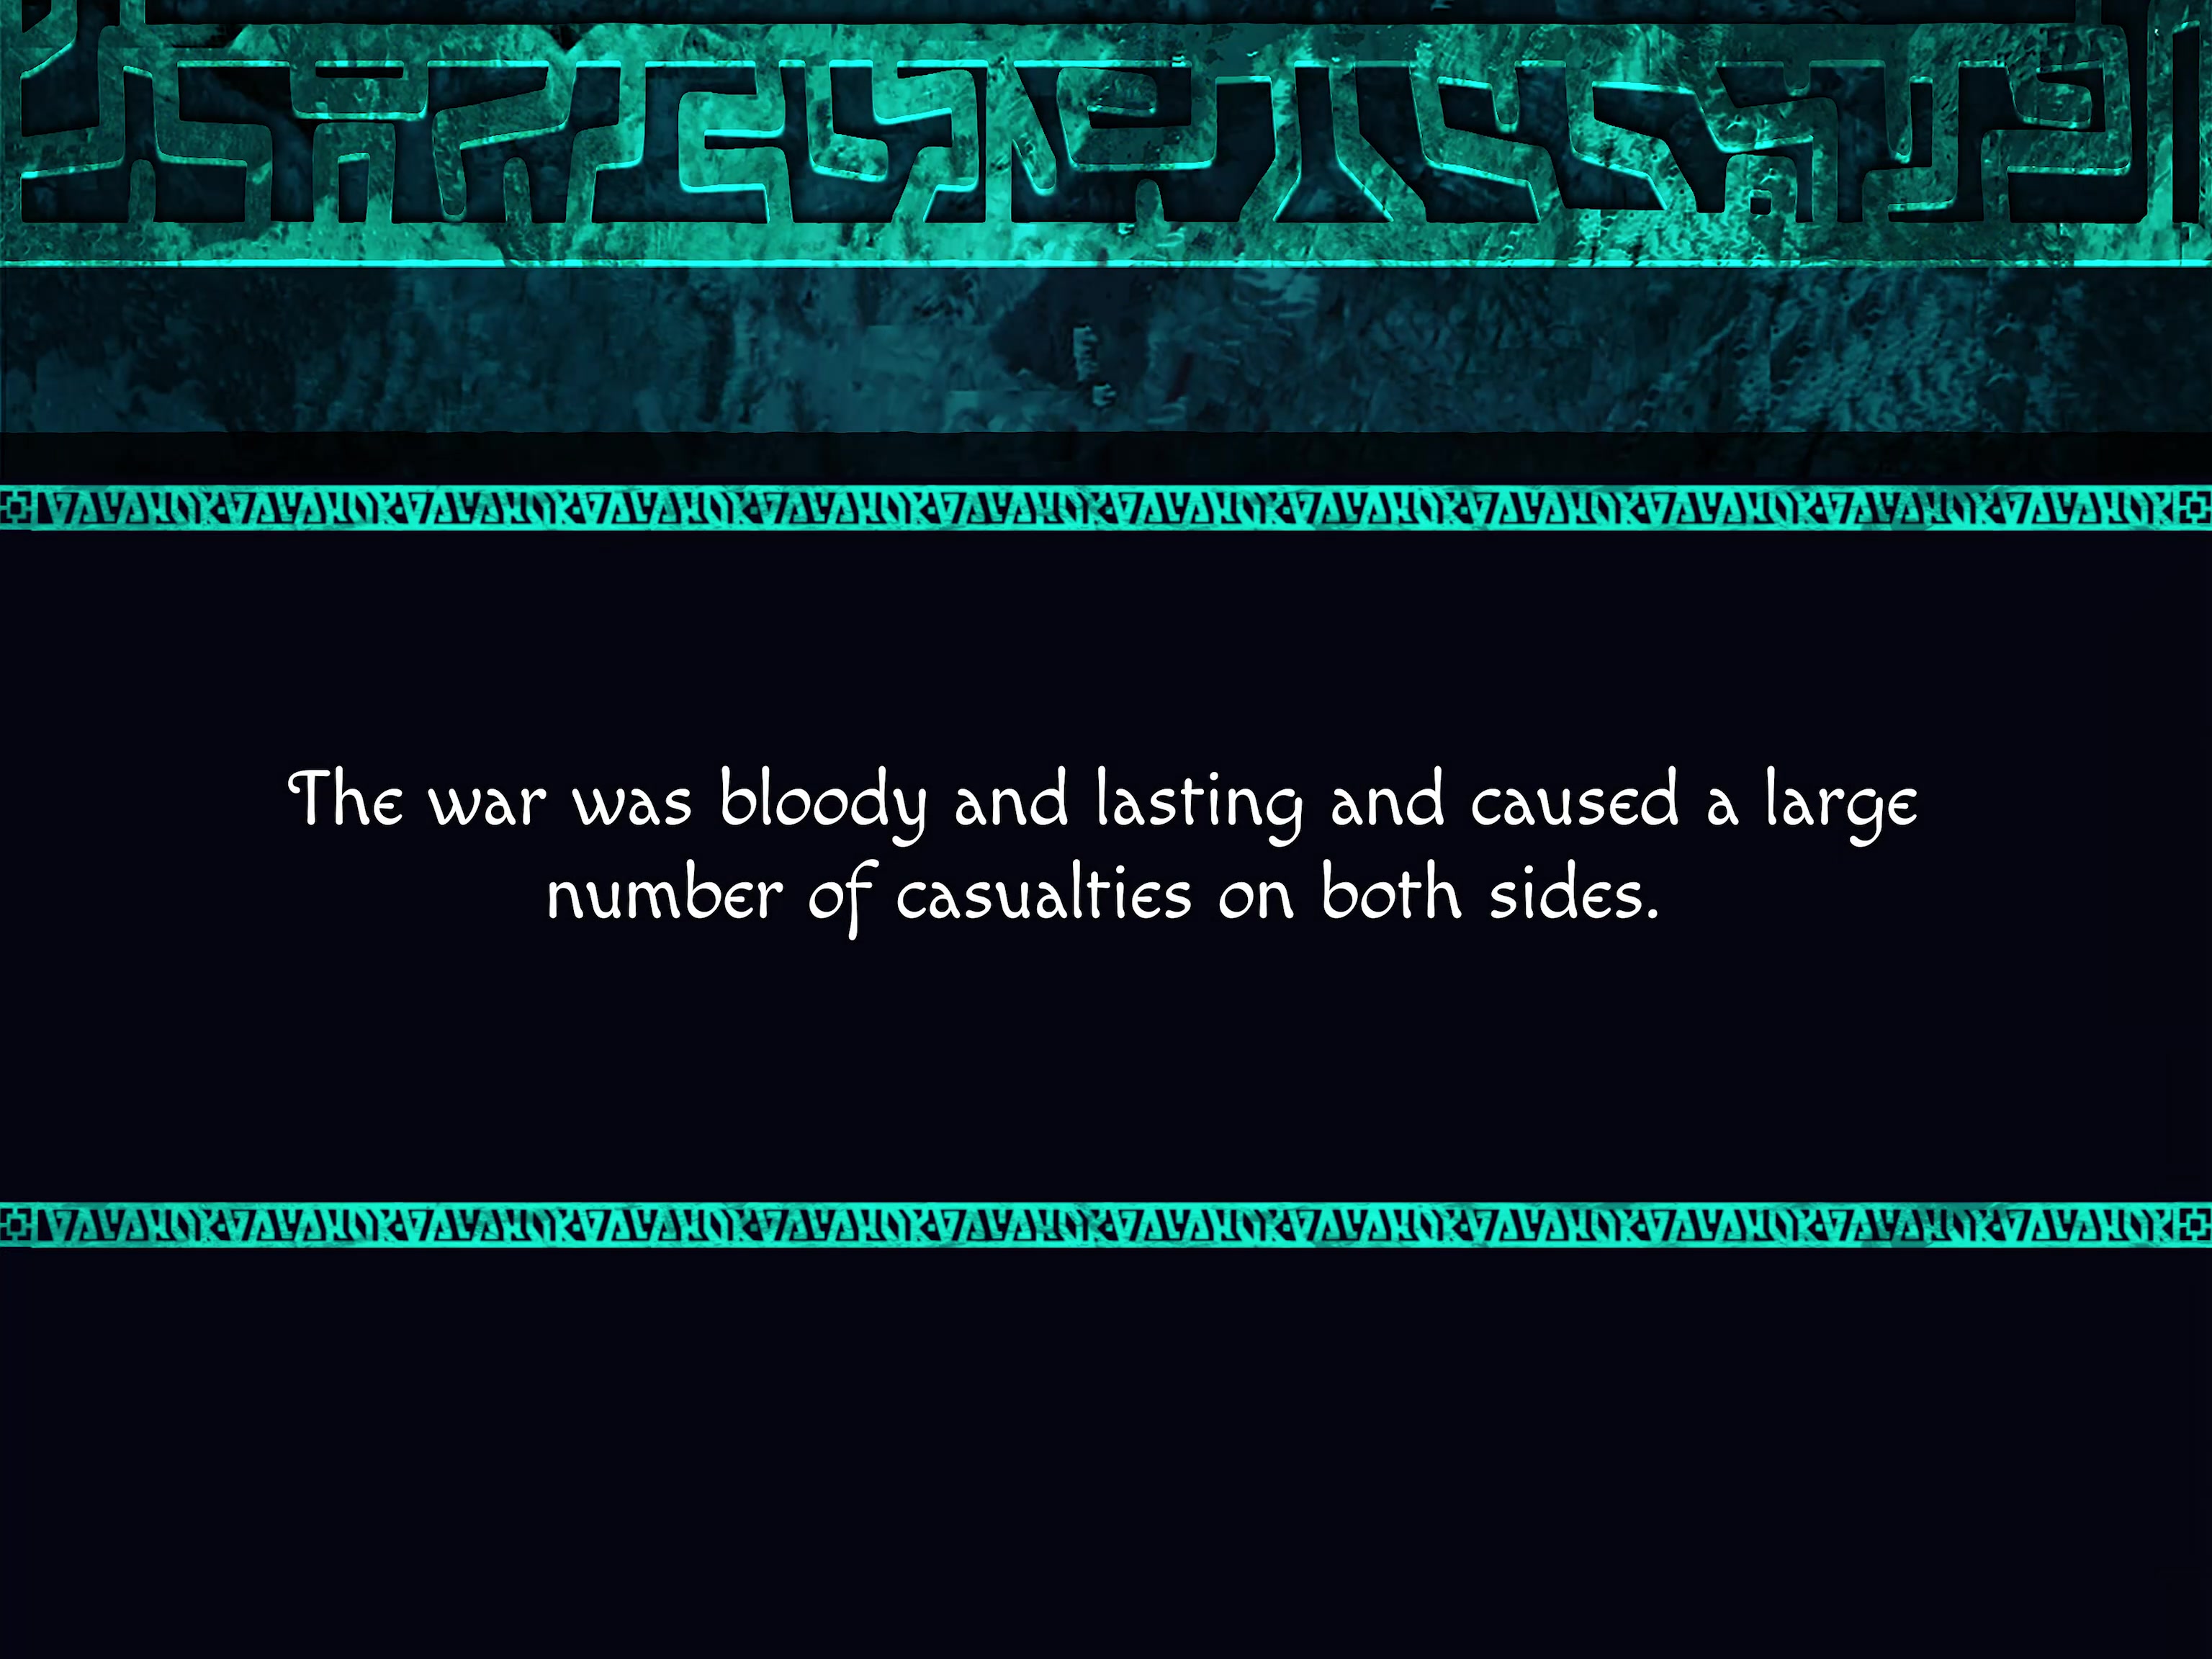 The war was bloody and lasting and caused a large
number of casualties on both sides.